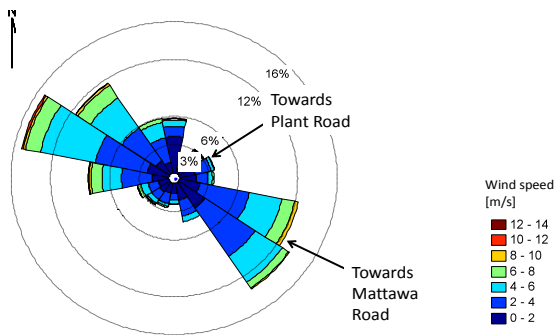 N
16%
12%
6%
3%
Towards
Plant Road
Towards
Mattawa
Road
Wind speed
[m/s]
12 - 14
10 - 12
8 - 10
6 - 8
4 - 6
2 - 4
0 - 2